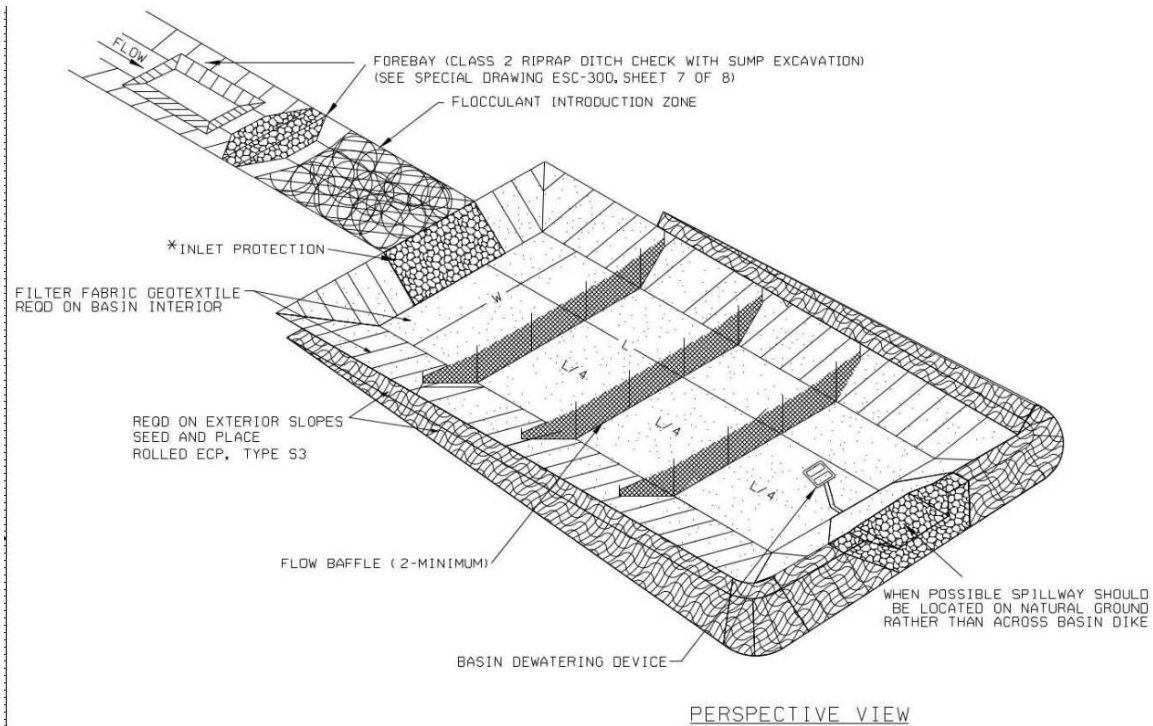 FLOW
FOREBAY (CLASS 2 RIPRAP DITCH CHECK WITH SUMP EXCAVATION)
(SEE SPECIAL DRAWING ESC-300, SHEET 7 OF 8)
FLOCCULANT INTRODUCTION ZONE
*INLET PROTECTION
FILTER FABRIC GEOTEXTILE
REQD ON BASIN INTERIOR
W
L
L/4
L/4
L/4
REQD ON EXTERIOR SLOPES
SEED AND PLACE
ROLLED ECP, TYPE S3
FLOW BAFFLE (2-MINIMUM)
WHEN POSSIBLE SPILLWAY SHOULD
BE LOCATED ON NATURAL GROUND
RATHER THAN ACROSS BASIN DIKE
BASIN DEWATERING DEVICE
PERSPECTIVE VIEW